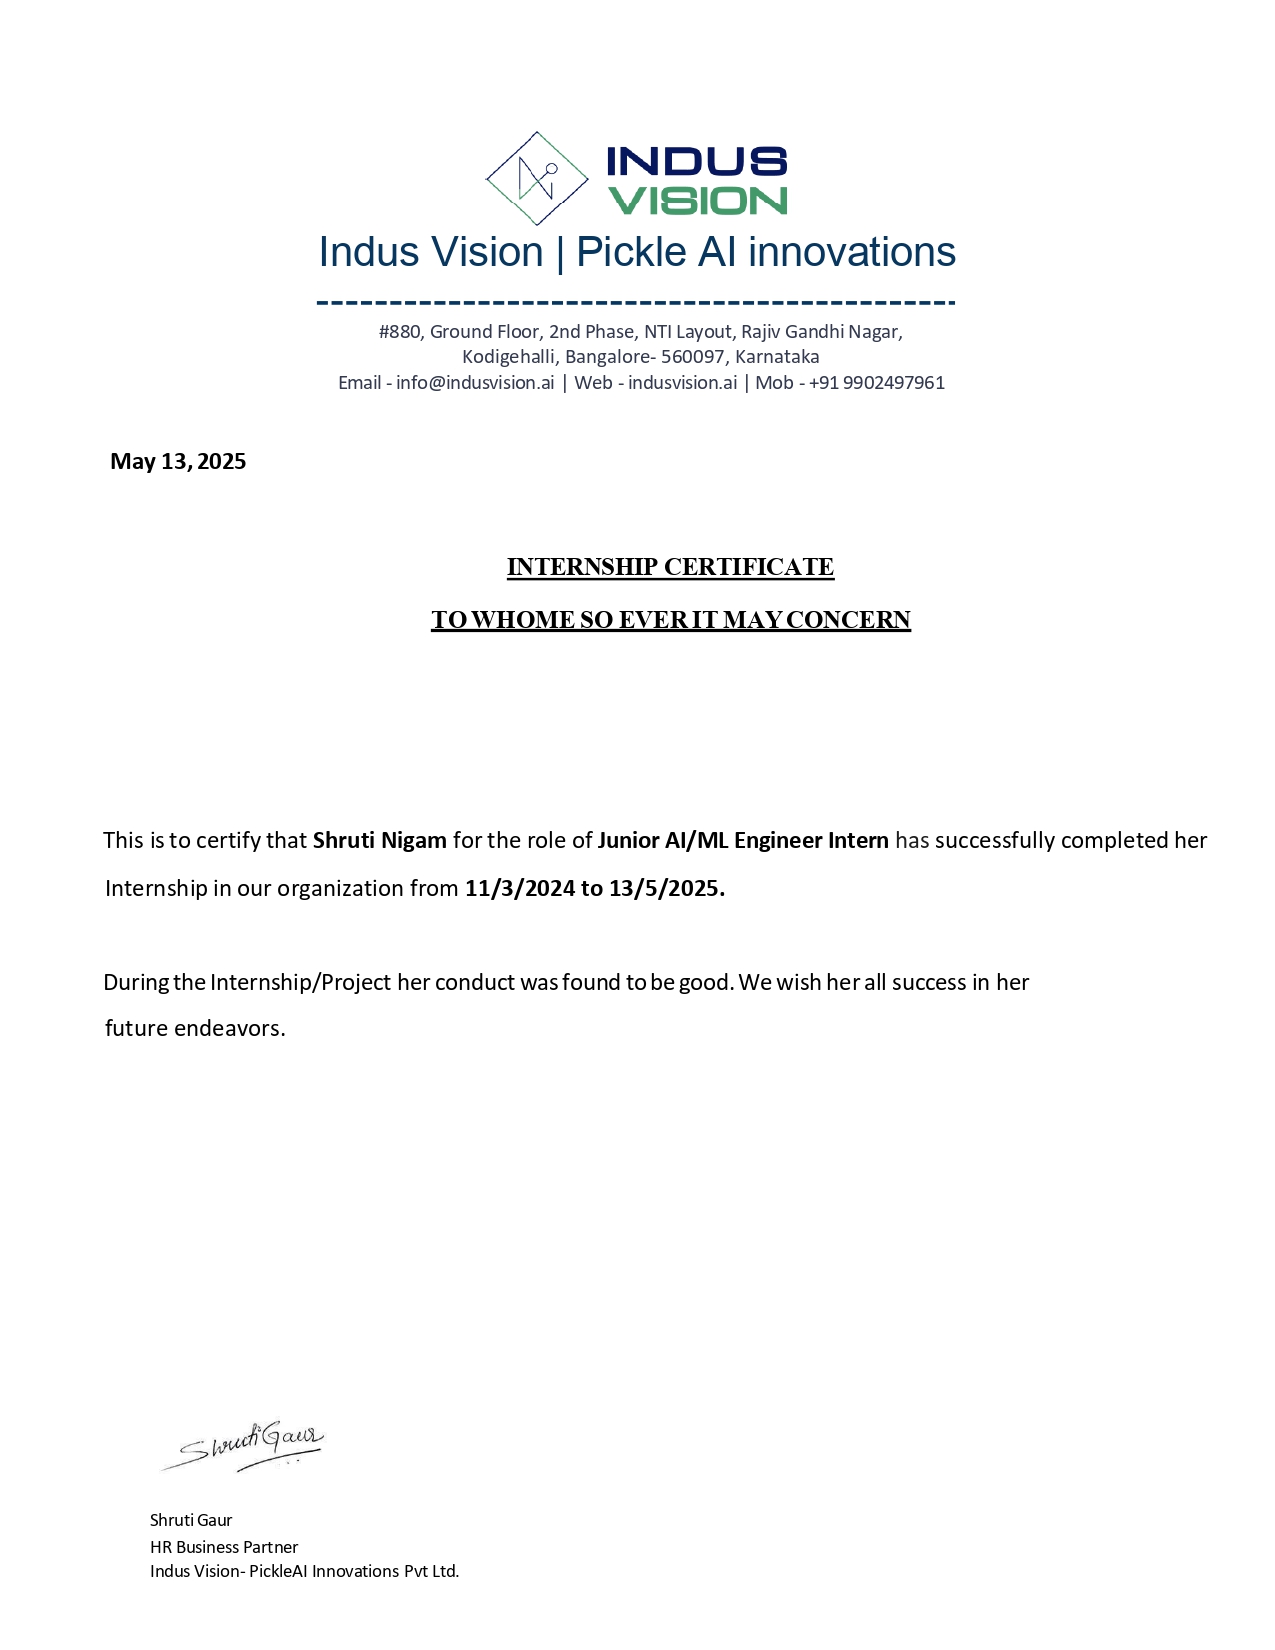 INDUS
VISION
Indus Vision | Pickle AI innovations
#880, Ground Floor, 2nd Phase, NTI Layout, Rajiv Gandhi Nagar,
Kodigehalli, Bangalore- 560097, Karnataka
Email - info@indusvision.ai | Web - indusvision.ai | Mob - +91 9902497961
May 13, 2025
INTERNSHIP CERTIFICATE
TO WHOME SO EVER IT MAY CONCERN
This is to certify that Shruti Nigam for the role of Junior AI/ML Engineer Intern has successfully completed her
Internship in our organization from 11/3/2024 to 13/5/2025.
During the Internship/Project her conduct was found to be good. We wish her all success in her
future endeavors.
Shruti Gaur
Shruti Gaur
HR Business Partner
Indus Vision- PickleAI Innovations Pvt Ltd.